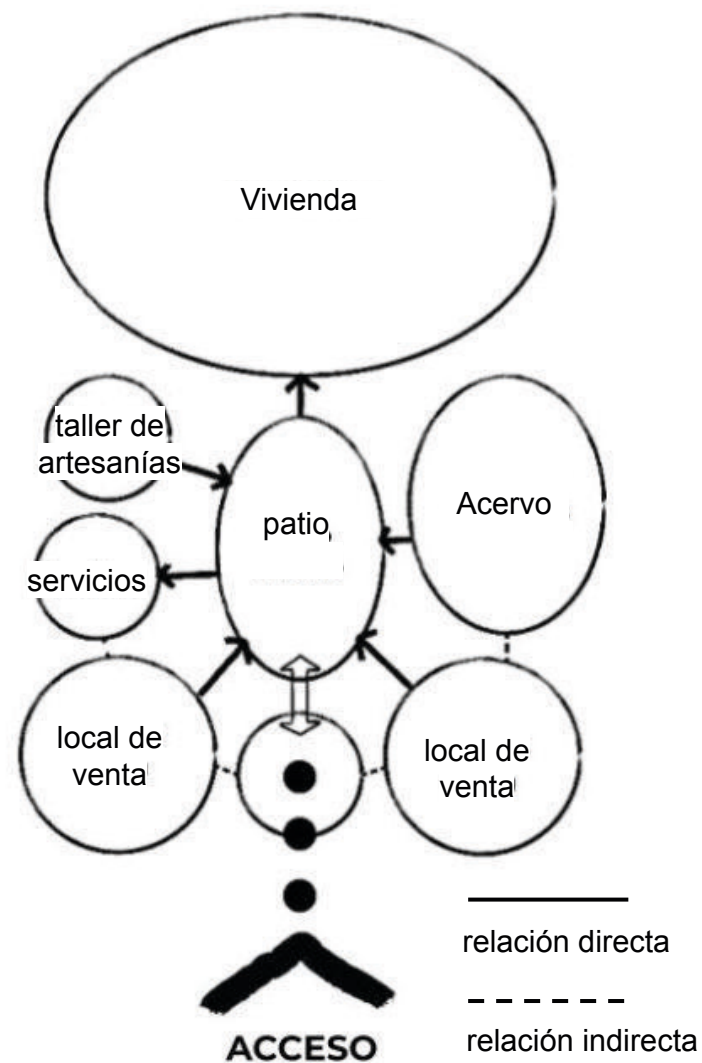 Vivienda
taller de
artesanías
Acervo
patio
servicios
local de
venta
local de
venta
relación directa
relación indirecta
ACCESO